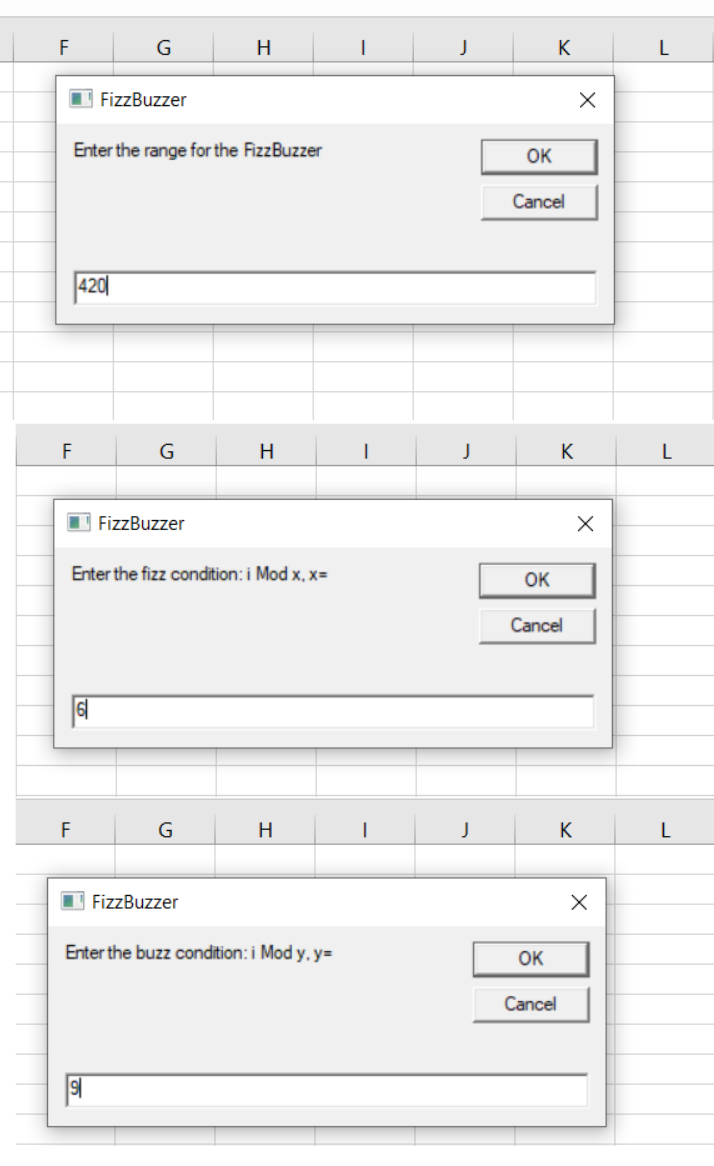 F G H I J K L
FizzBuzzer
Enter the range for the FizzBuzzer
OK
Cancel
420
F G H I J K L
FizzBuzzer
Enter the fizz condition: i Mod x, x=
OK
Cancel
6
F G H I J K L
FizzBuzzer
Enter the buzz condition: i Mod y, y=
OK
Cancel
9